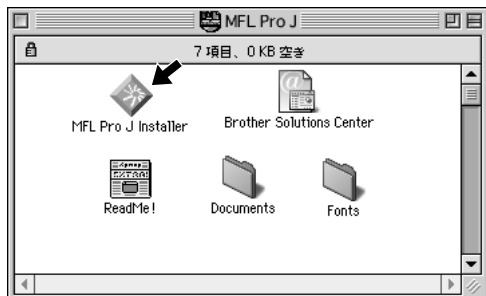 MFL Pro J
7 項目、0 KB 空き
MFL Pro J Installer
Brother Solutions Center
ReadMe!
Documents
Fonts